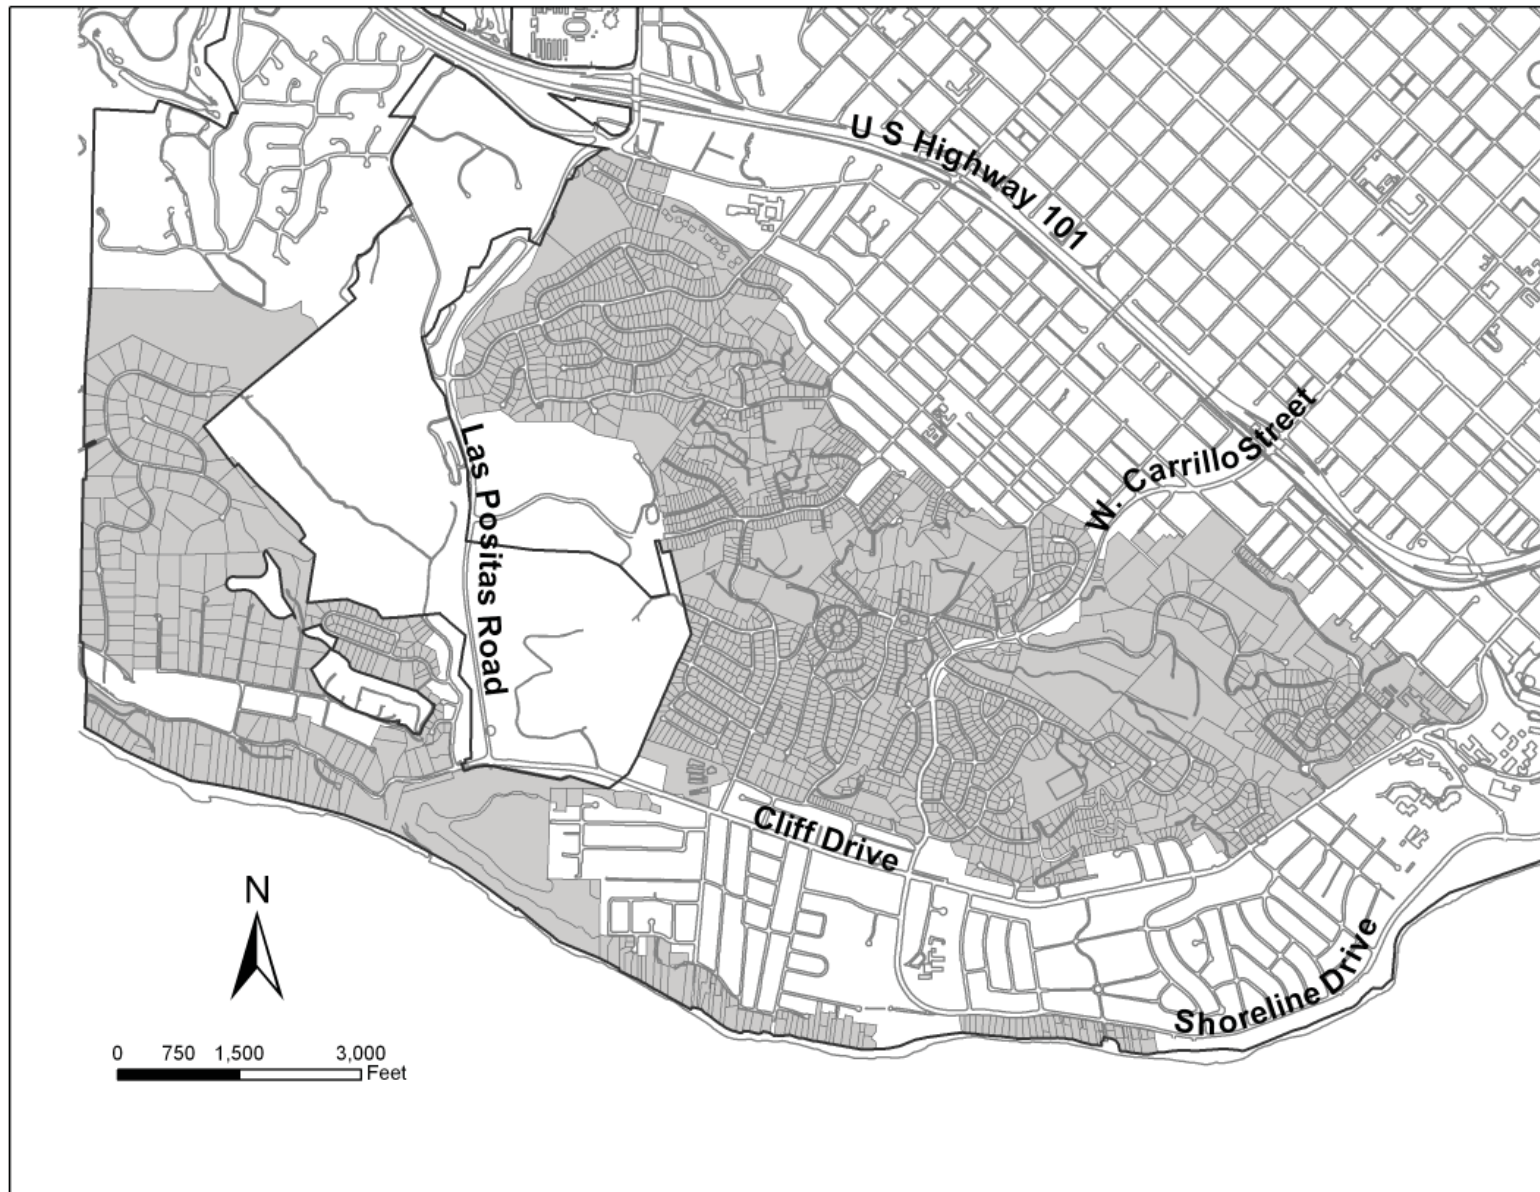 U S Highway 101
W. Carrillo Street
Las Positas Road
Cliff Drive
N
Shoreline Drive
0 750 1,500 3,000
Feet